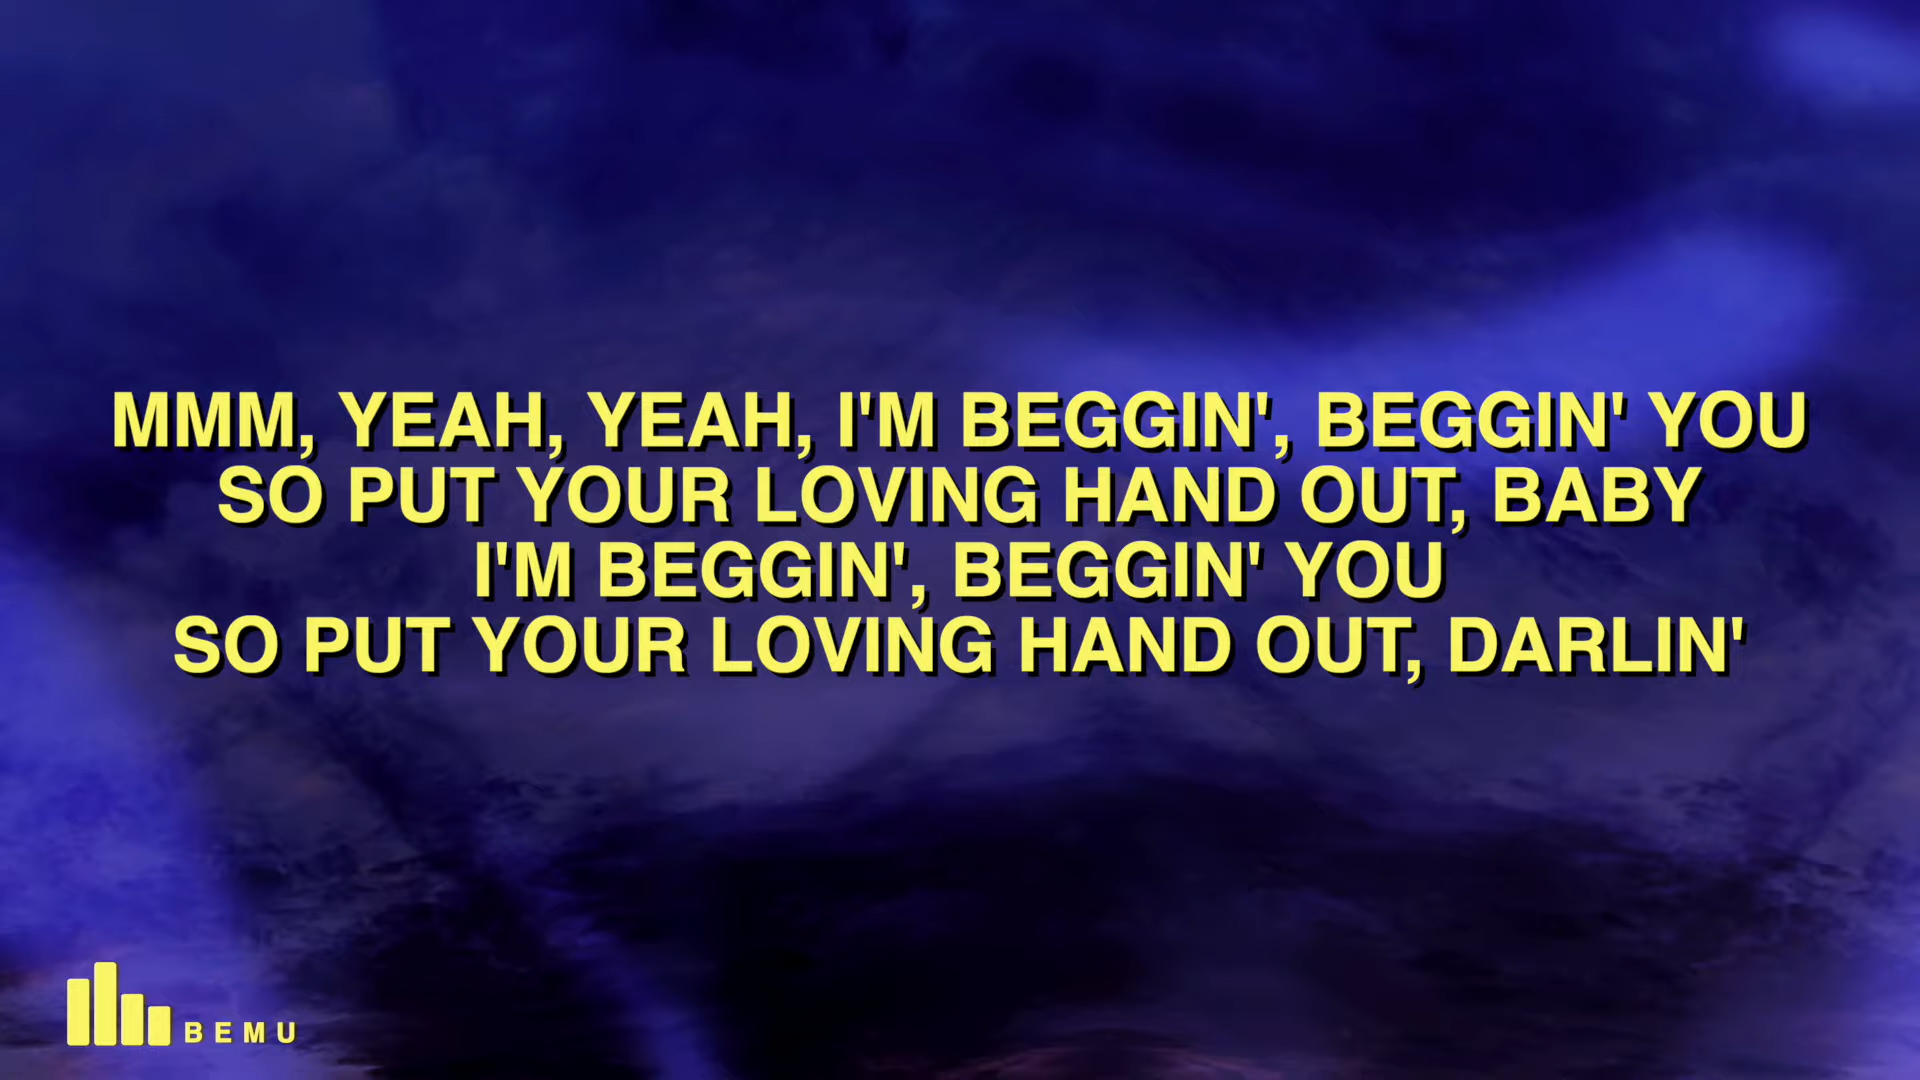 MMM, YEAH, YEAH, I'M BEGGIN', BEGGIN' YOU
SO PUT YOUR LOVING HAND OUT, BABY
I'M BEGGIN', BEGGIN' YOU
SO PUT YOUR LOVING HAND OUT, DARLIN'
BEMU